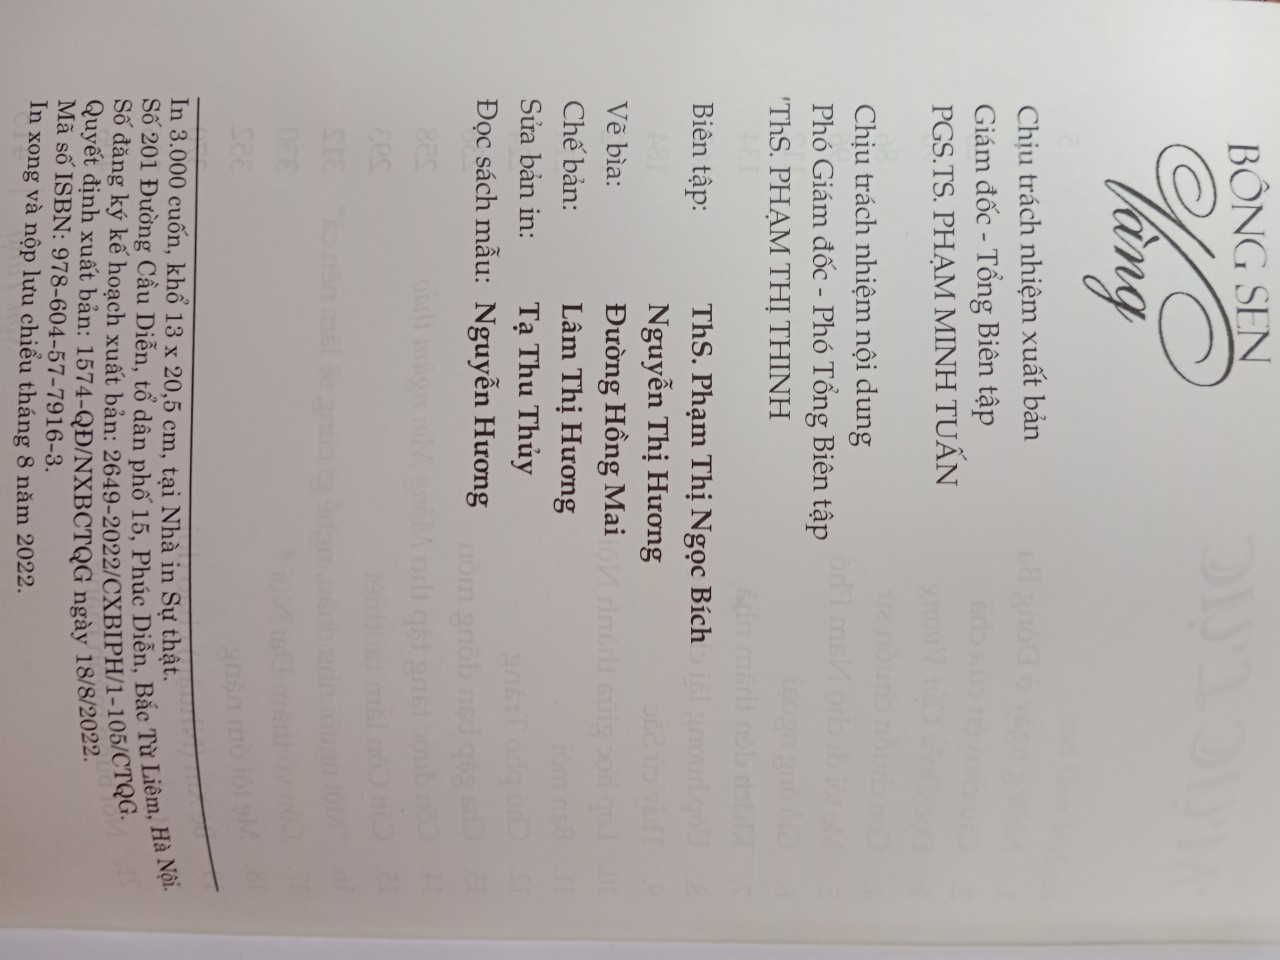 BÔNG SEN
Vàng
Chịu trách nhiệm xuất bản
Giám đốc - Tổng Biên tập
PGS.TS. PHẠM MINH TUẤN
Chịu trách nhiệm nội dung
Phó Giám đốc - Phó Tổng Biên tập
ThS. PHẠM THỊ THINH
Biên tập: ThS. Phạm Thị Ngọc Bích
Nguyễn Thị Hương
Vẽ bìa: Đường Hồng Mai
Chế bản: Lâm Thị Hương
Sửa bản in: Tạ Thu Thủy
Đọc sách mẫu: Nguyễn Hương
In 3.000 cuốn, khổ 13 x 20,5 cm, tại Nhà in Sự thật.
Số 201 Đường Cầu Diễn, tổ dân phố 15, Phúc Diễn, Bắc Từ Liêm, Hà Nội.
Số đăng ký kế hoạch xuất bản: 2649-2022/CXBIPH/1-105/CTQG.
Quyết định xuất bản: 1574-QĐ/NXBCTQG ngày 18/8/2022.
Mã số ISBN: 978-604-57-7916-3.
In xong và nộp lưu chiểu tháng 8 năm 2022.